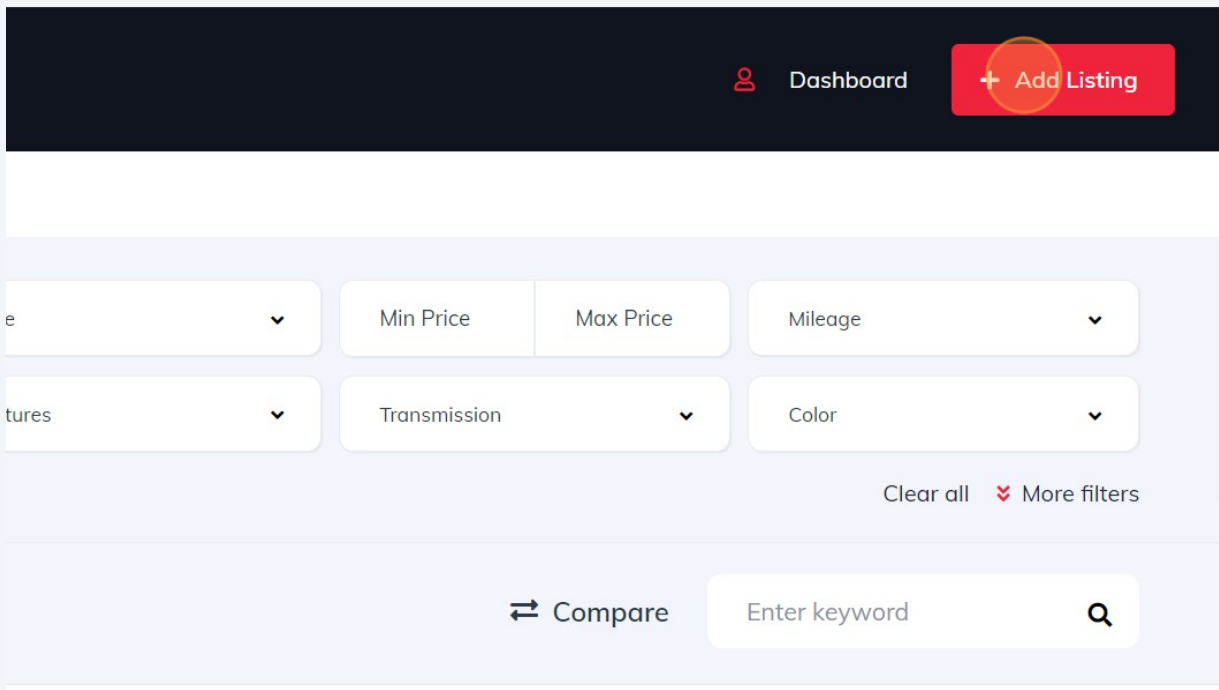 Dashboard + Add Listing
e Min Price Max Price Mileage
tures Transmission Color
Clear all More filters
Compare Enter keyword